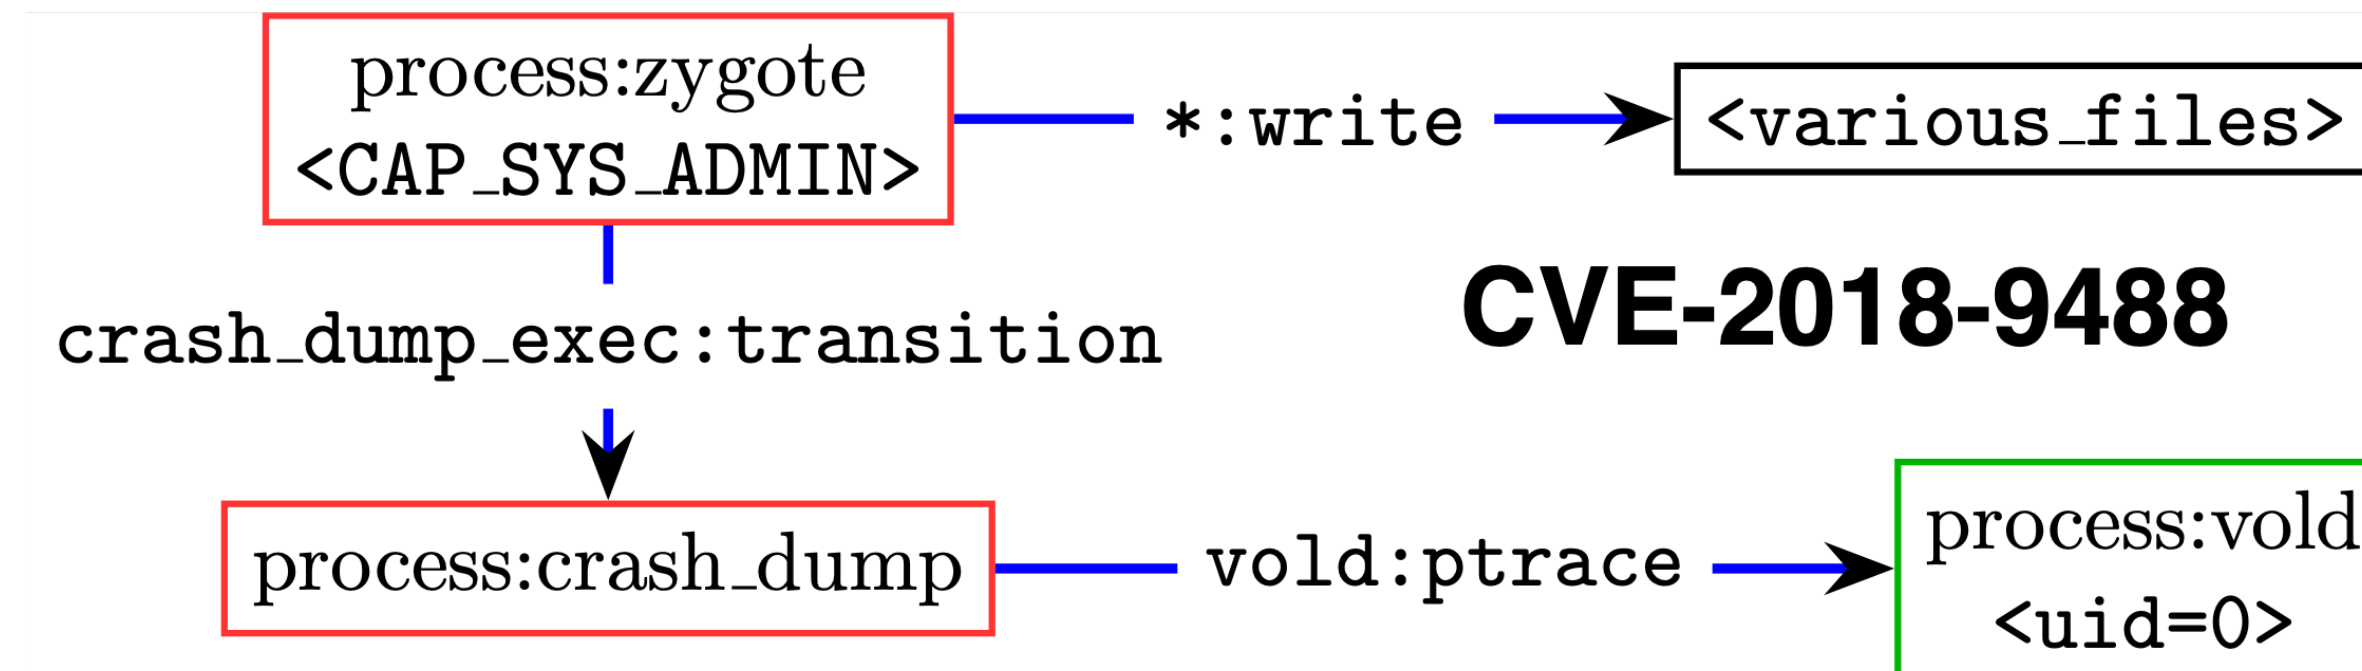 process:zygote
<CAP_SYS_ADMIN>
*:write
<various_files>
CVE-2018-9488
crash_dump_exec:transition
process:crash_dump
vold:ptrace
process:vold
<uid=0>